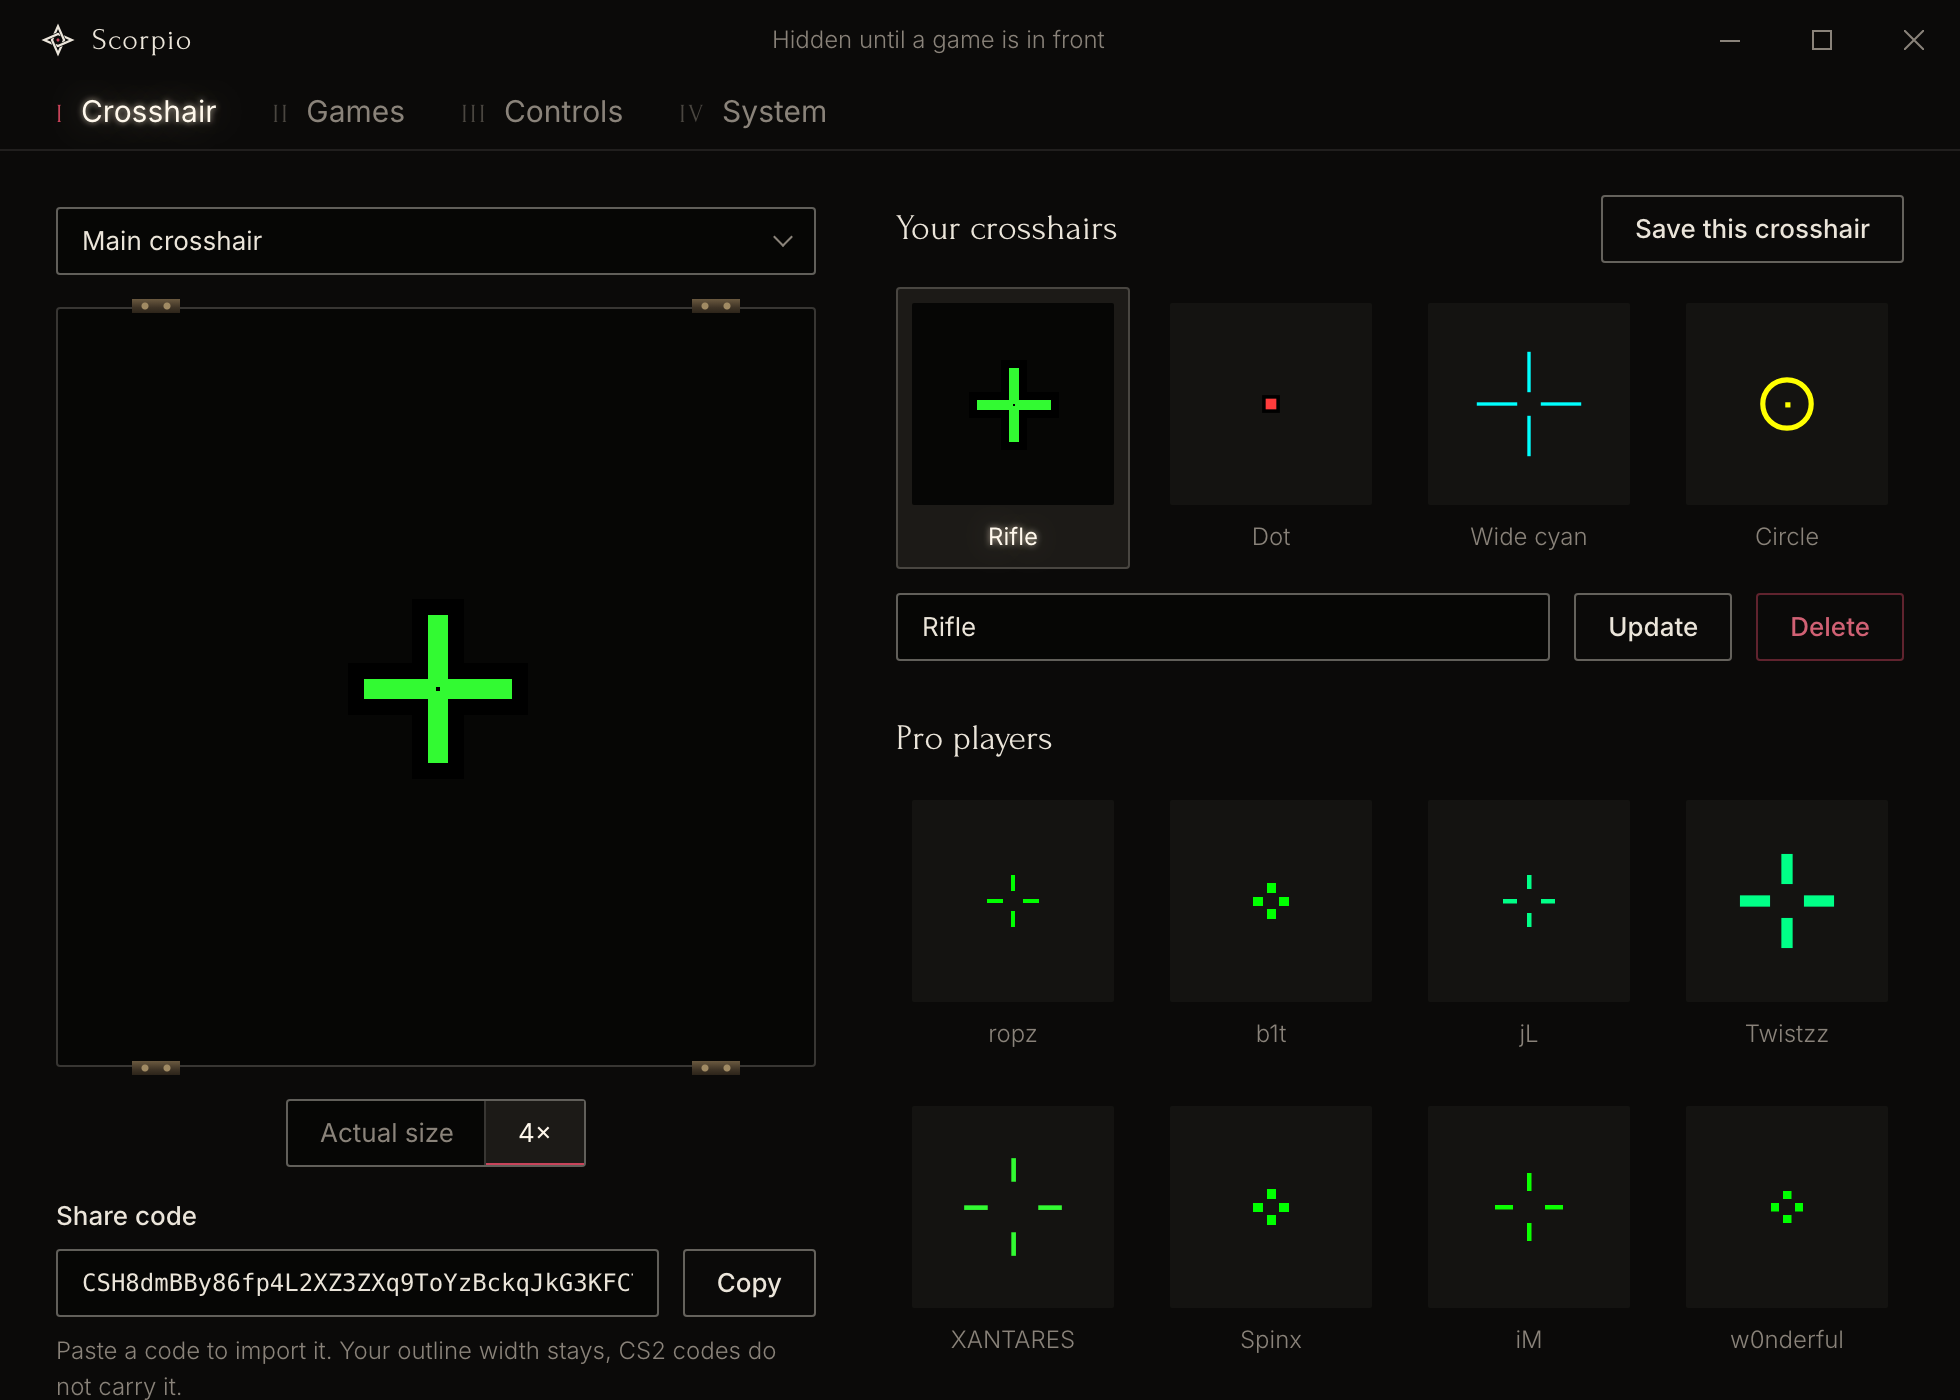 Scorpio
Hidden until a game is in front
I Crosshair
II Games
III Controls
IV System
Main crosshair
Actual size
4×
Share code
CSH8dmBBy86fp4L2XZ3ZXq9ToYzBckqJkG3KFC
Copy
Paste a code to import it. Your outline width stays, CS2 codes do
not carry it.
Your crosshairs
Save this crosshair
Rifle
Dot
Wide cyan
Circle
Rifle
Update
Delete
Pro players
ropz
b1t
jL
Twistzz
XANTARES
Spinx
iM
w0nderful